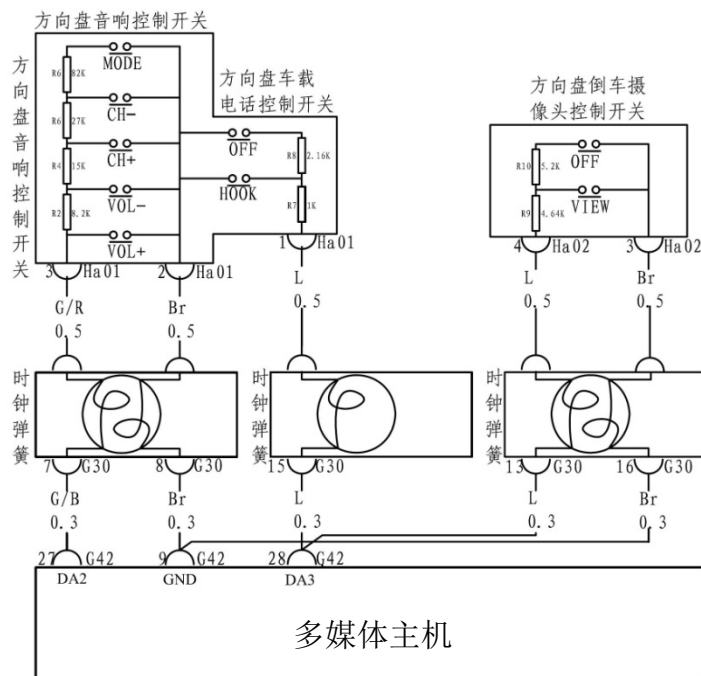 方向盘音响控制开关
方向盘音响控制开关
R6 82K
MODE
R6 27K
CH-
R4 15K
CH+
R2 8.2K
VOL-
VOL+
3 Ha01
2 Ha01
方向盘车载
电话控制开关
OFF
R8 2.16K
HOOK
R7 1K
1 Ha01
方向盘倒车摄
像头控制开关
R10 5.2K
OFF
R9 4.64K
VIEW
4 Ha02
3 Ha02
G/R
0.5
Br
0.5
L
0.5
L
0.5
Br
0.5
时钟弹簧
时钟弹簧
时钟弹簧
7 G30
8 G30
15 G30
13 G30
16 G30
G/B
0.3
Br
0.3
L
0.3
L
0.3
Br
0.3
27 G42
9 G42
28 G42
DA2
GND
DA3
多媒体主机